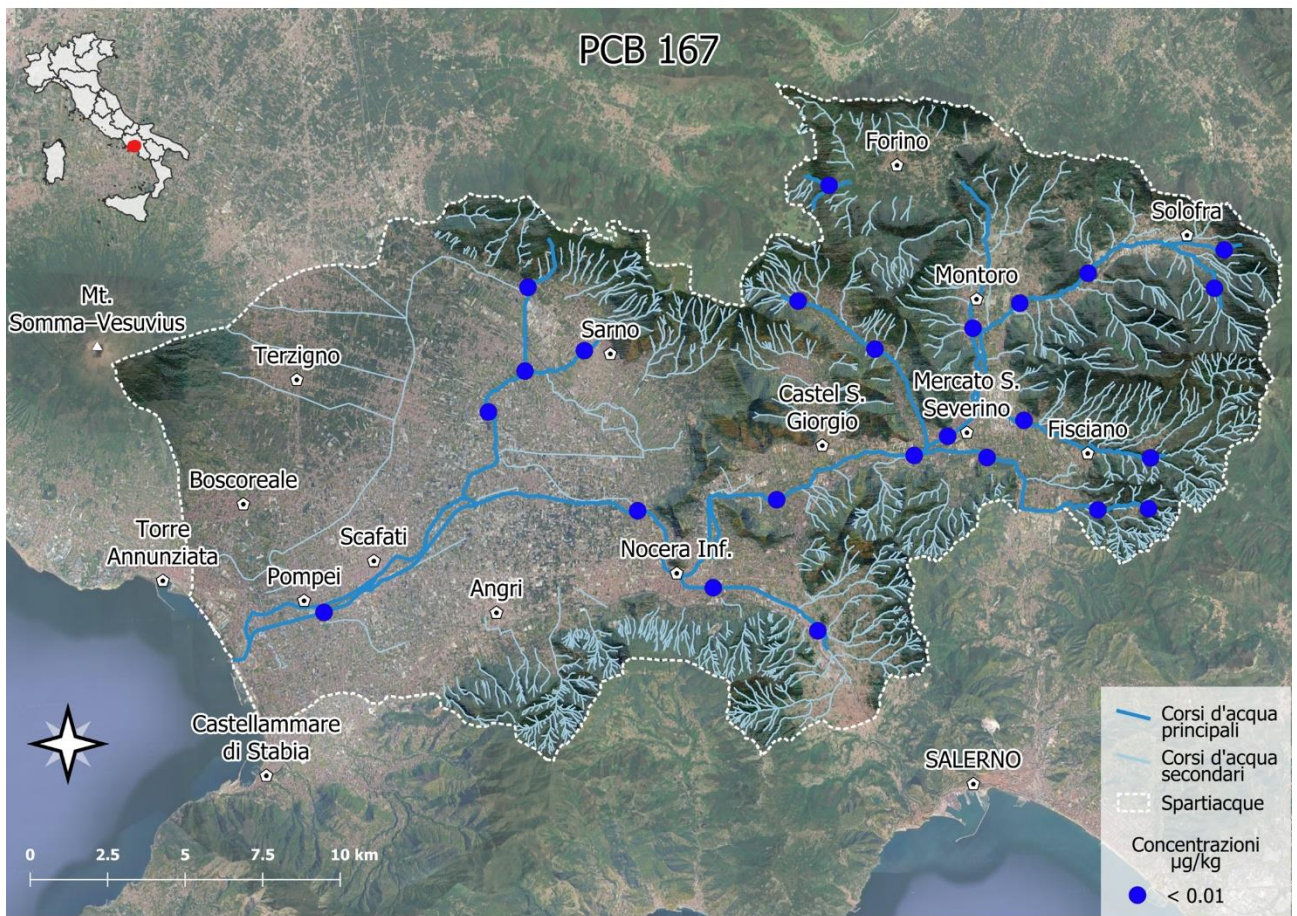 PCB 167
Forino
Solofra
Montoro
Mt.
Somma–Vesuvius
Sarno
Terzigno
Mercato S.
Severino
Castel S.
Giorgio
Fisciano
Boscoreale
Torre
Annunziata
Scafati
Nocera Inf.
Pompei
Angri
Castellammare
di Stabia
SALERNO
0 2.5 5 7.5 10 km
Corsi d'acqua
principali
Corsi d'acqua
secondari
Spartiacque
Concentrazioni
µg/kg
< 0.01